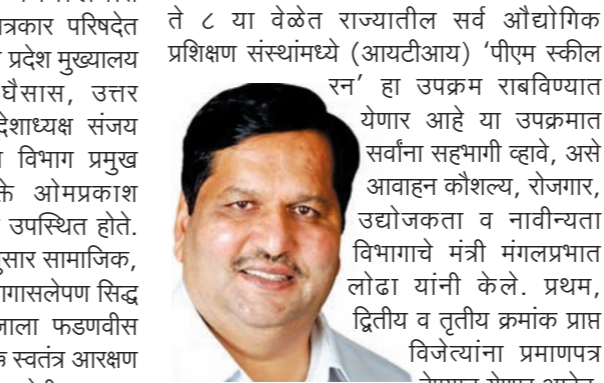 त्रकार परिषदेत
प्रदेश मुख्यालय
घैसास, उत्तर
देशाध्यक्ष संजय
विभाग प्रमुख
ओमप्रकाश
उपस्थित होते.
सार सामाजिक,
गासलेपण सिद्ध
जाला फडणवीस
स्वतंत्र आरक्षण
ते ८ या वेळेत राज्यातील सर्व औद्योगिक
प्रशिक्षण संस्थांमध्ये (आयटीआय) ‘पीएम स्कील
रन’ हा उपक्रम राबविण्यात
येणार आहे या उपक्रमात
सर्वांना सहभागी व्हावे, असे
आवाहन कौशल्य, रोजगार,
उद्योजकता व नावीन्यता
विभागाचे मंत्री मंगलप्रभात
लोढा यांनी केले. प्रथम,
द्वितीय व तृतीय क्रमांक प्राप्त
विजेत्यांना प्रमाणपत्र